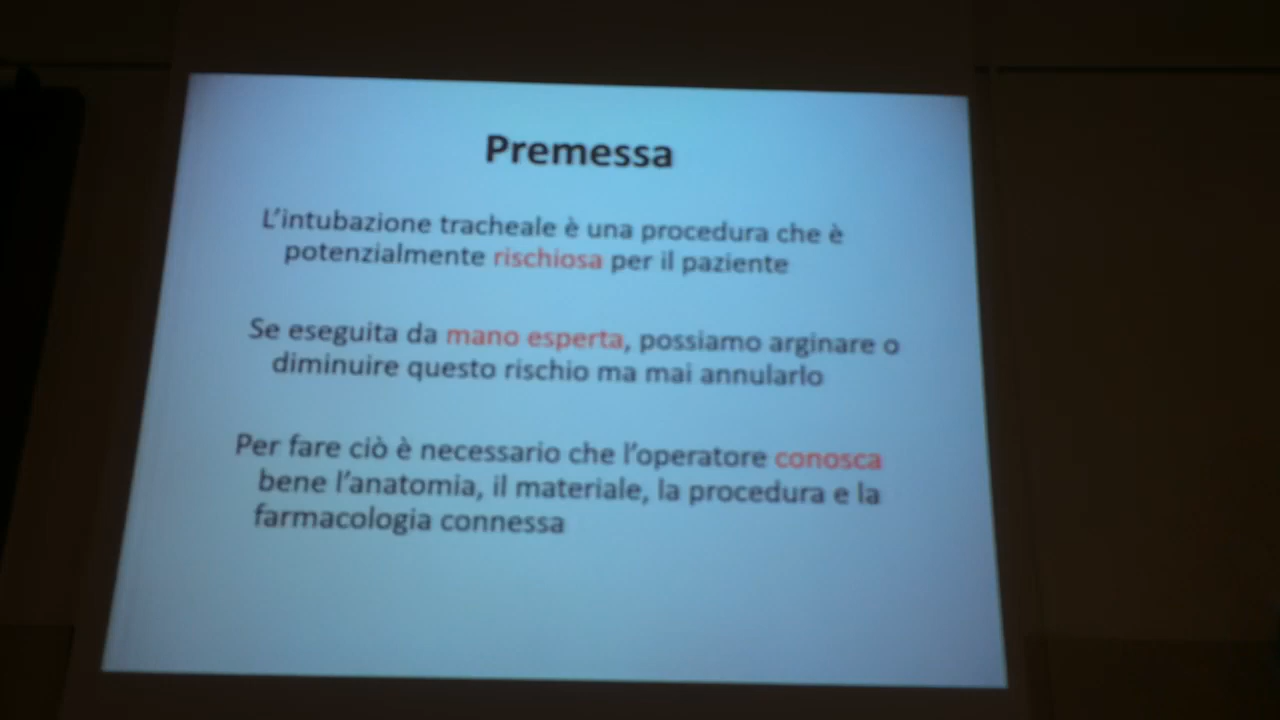 Premessa
L'intubazione tracheale è una procedura che è
potenzialmente rischiosa per il paziente
Se eseguita da mano esperta, possiamo arginare o
diminuire questo rischio ma mai annularlo
Per fare ciò è necessario che l'operatore conosca
bene l'anatomia, il materiale, la procedura e la
farmacologia connessa